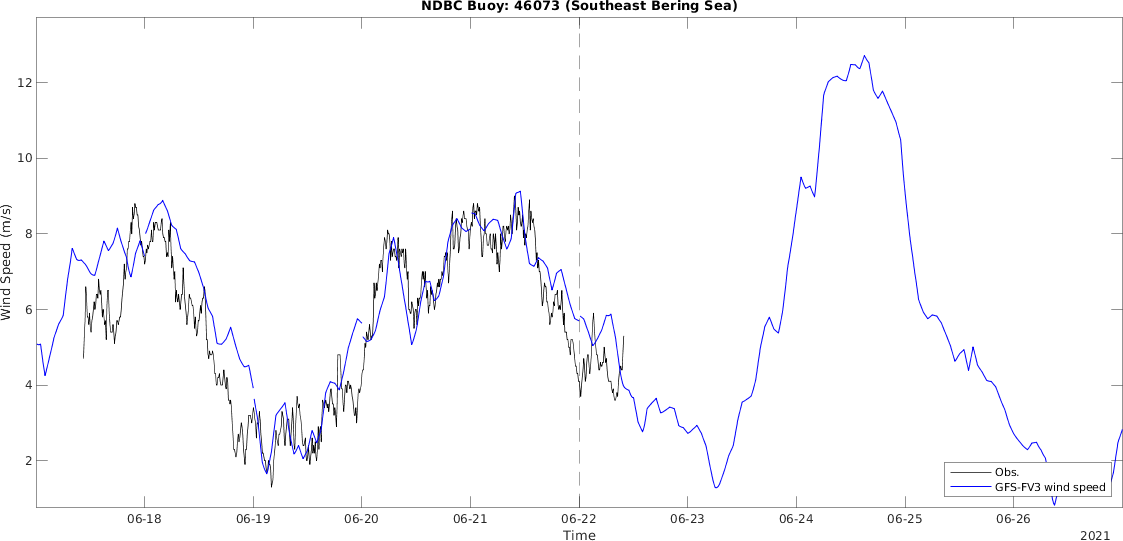 NDBC Buoy: 46073 (Southeast Bering Sea)
Wind Speed (m/s)
12
10
8
6
4
2
Obs.
GFS-FV3 wind speed
06-18 06-19 06-20 06-21 06-22 06-23 06-24 06-25 06-26
Time
2021